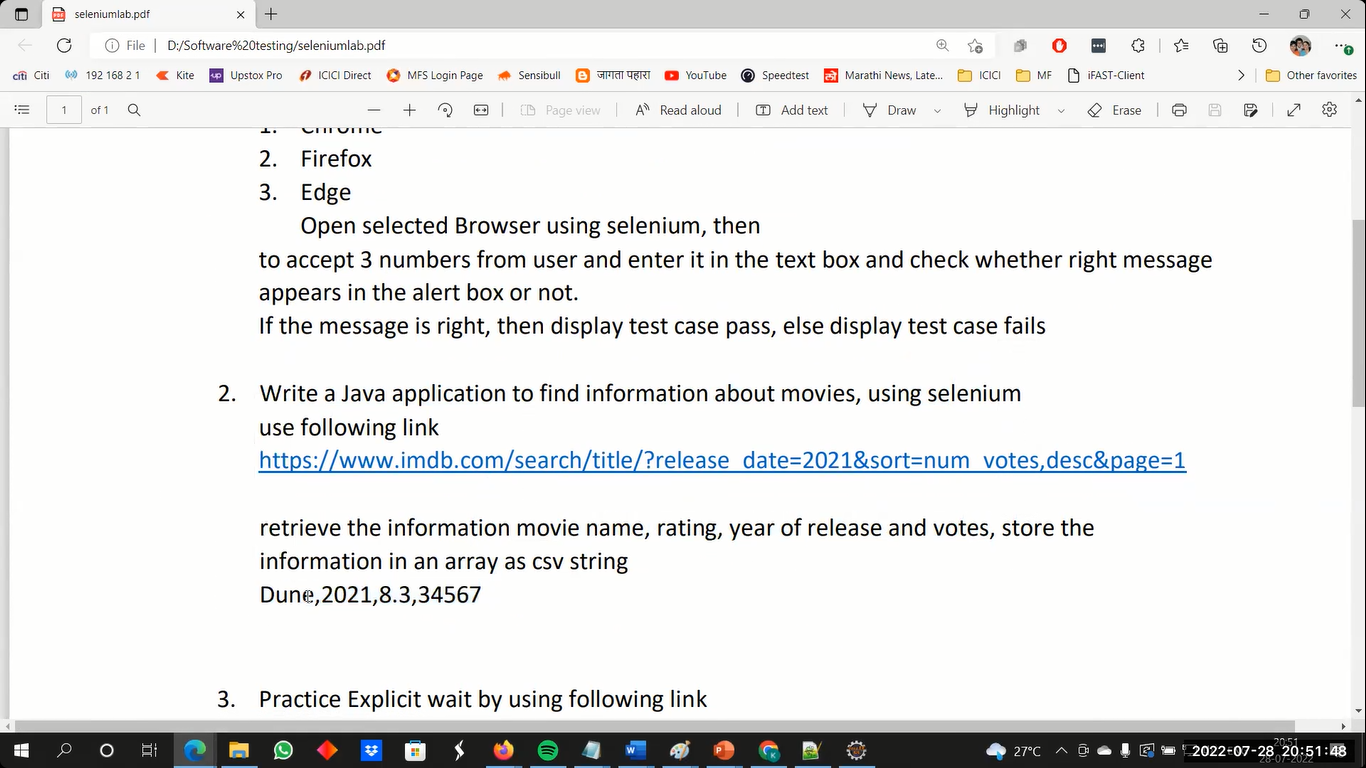 seleniumlab.pdf
File D:/Software%20testing/seleniumlab.pdf
Citi 192 168 2 1 Kite Upstox Pro ICICI Direct MFS Login Page Sensibull जागता पहारा YouTube Speedtest Marathi News, Late... ICICI MF iFAST-Client Other favorites
1 of 1 Page view Read aloud Add text Draw Highlight Erase
1. Chrome
2. Firefox
3. Edge
Open selected Browser using selenium, then
to accept 3 numbers from user and enter it in the text box and check whether right message
appears in the alert box or not.
If the message is right, then display test case pass, else display test case fails
2. Write a Java application to find information about movies, using selenium
use following link
https://www.imdb.com/search/title/?release_date=2021&sort=num_votes,desc&page=1
retrieve the information movie name, rating, year of release and votes, store the
information in an array as csv string
Dune,2021,8.3,34567
3. Practice Explicit wait by using following link
27°C
20:51
2022-07-28 20:51:48
28-07-2022